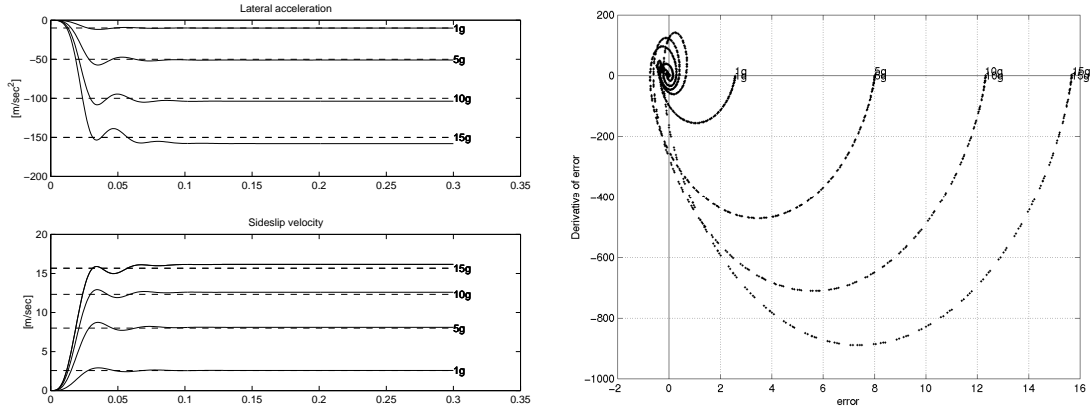 Lateral acceleration
[m/sec2]
0
−50
−100
−150
−200
1g
5g
10g
15g
0 0.05 0.1 0.15 0.2 0.25 0.3 0.35
Sideslip velocity
[m/sec]
20
15
10
5
0
15g
10g
5g
1g
0 0.05 0.1 0.15 0.2 0.25 0.3 0.35
200
0
−200
−400
−600
−800
−1000
Derivative of error
1g
5g
10g
15g
−2 0 2 4 6 8 10 12 14 16
error